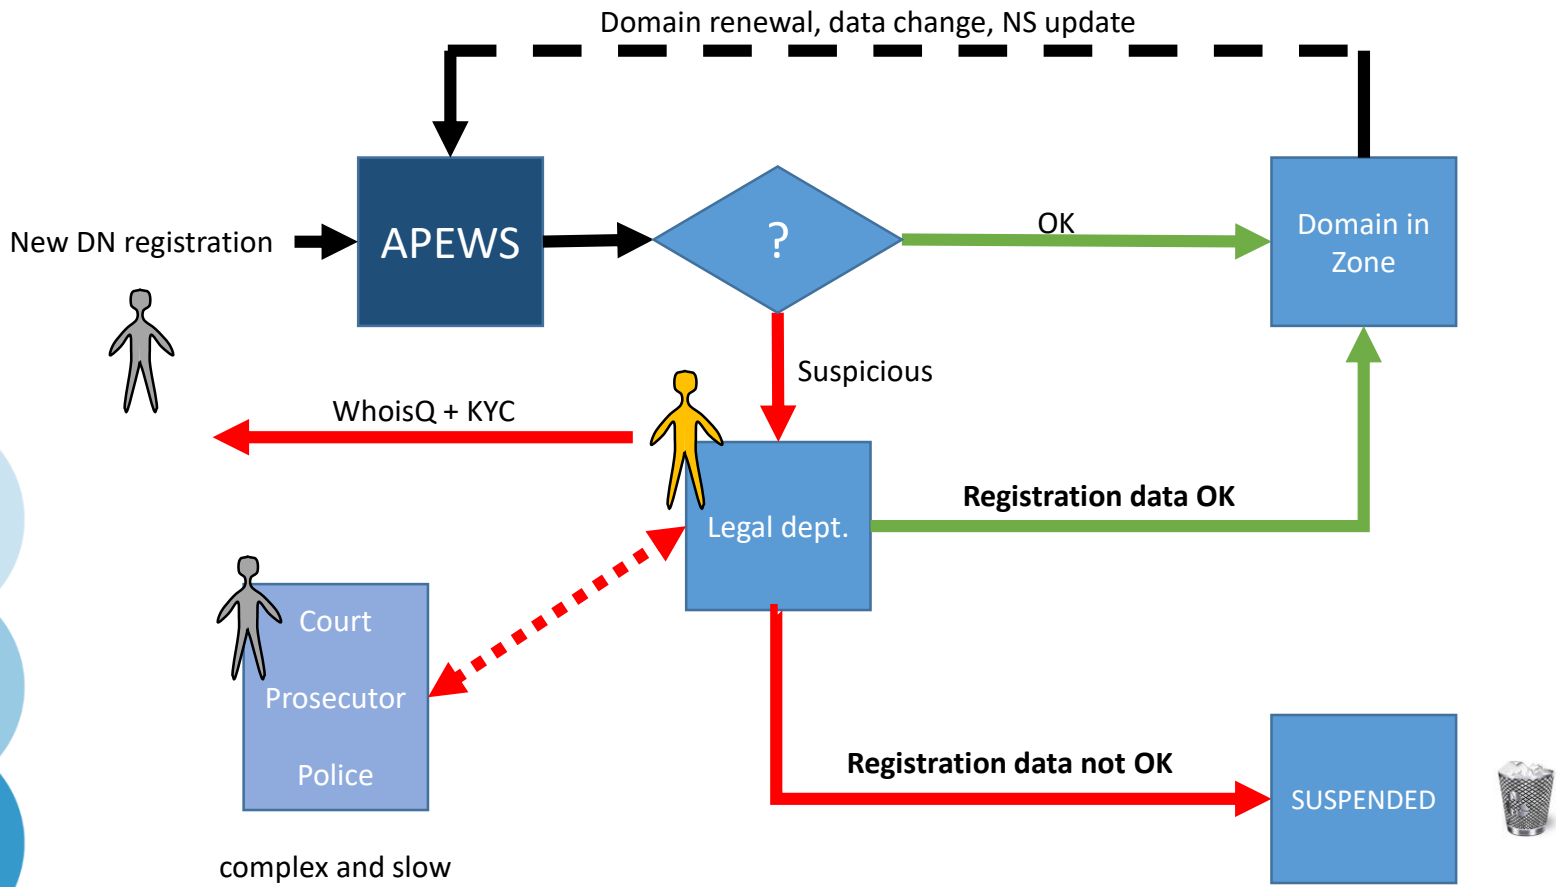 Domain renewal, data change, NS update
New DN registration
APEWS
?
OK
Domain in
Zone
Suspicious
WhoisQ + KYC
Legal dept.
Registration data OK
Court
Prosecutor
Police
complex and slow
Registration data not OK
SUSPENDED